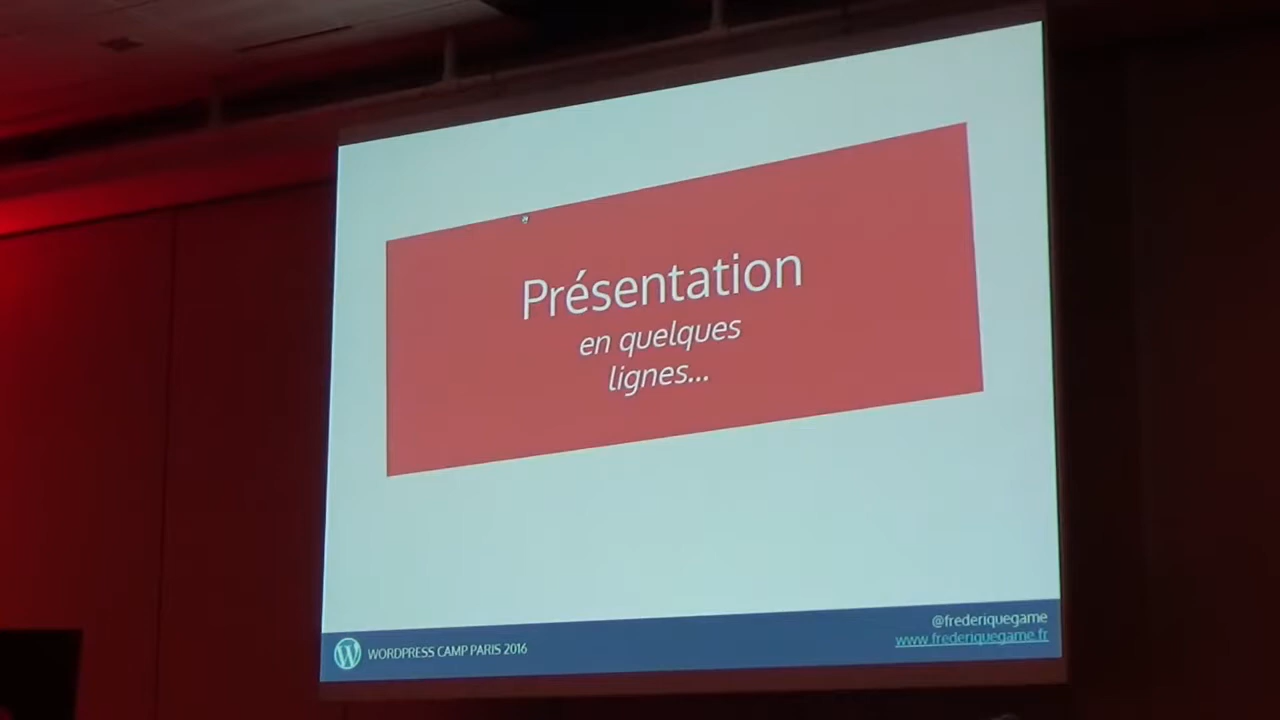 Présentation
en quelques
lignes...
@frederiquegame
www.frederiquegame.fr
WORDPRESS CAMP PARIS 2016